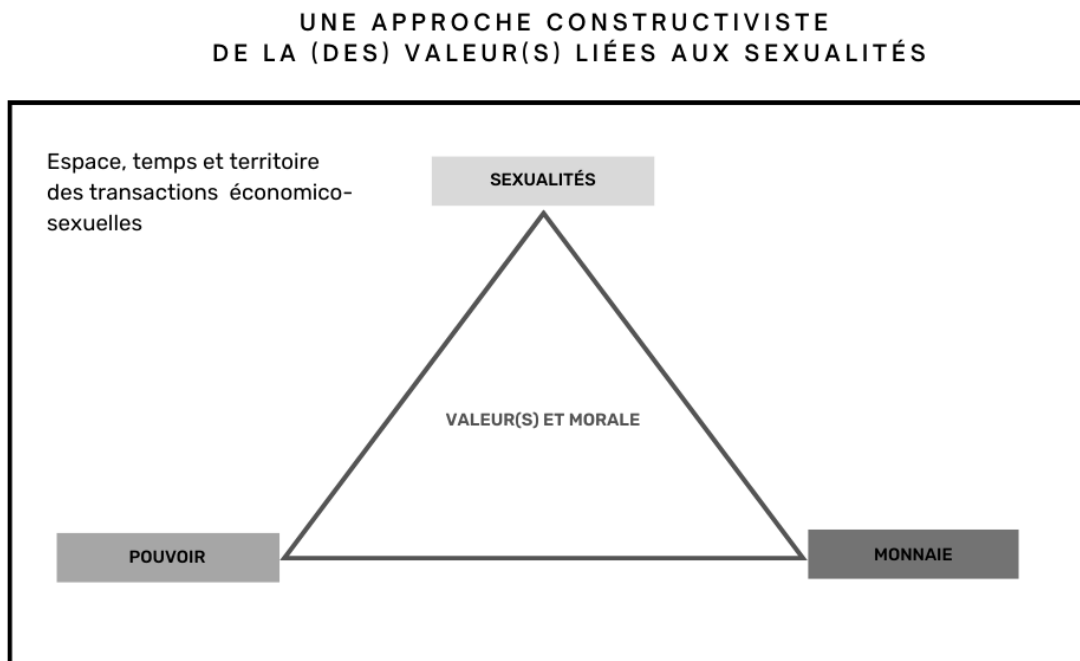 UNE APPROCHE CONSTRUCTIVISTE
DE LA (DES) VALEUR(S) LIÉES AUX SEXUALITÉS
Espace, temps et territoire
des transactions économico-
sexuelles
SEXUALITÉS
VALEUR(S) ET MORALE
POUVOIR
MONNAIE